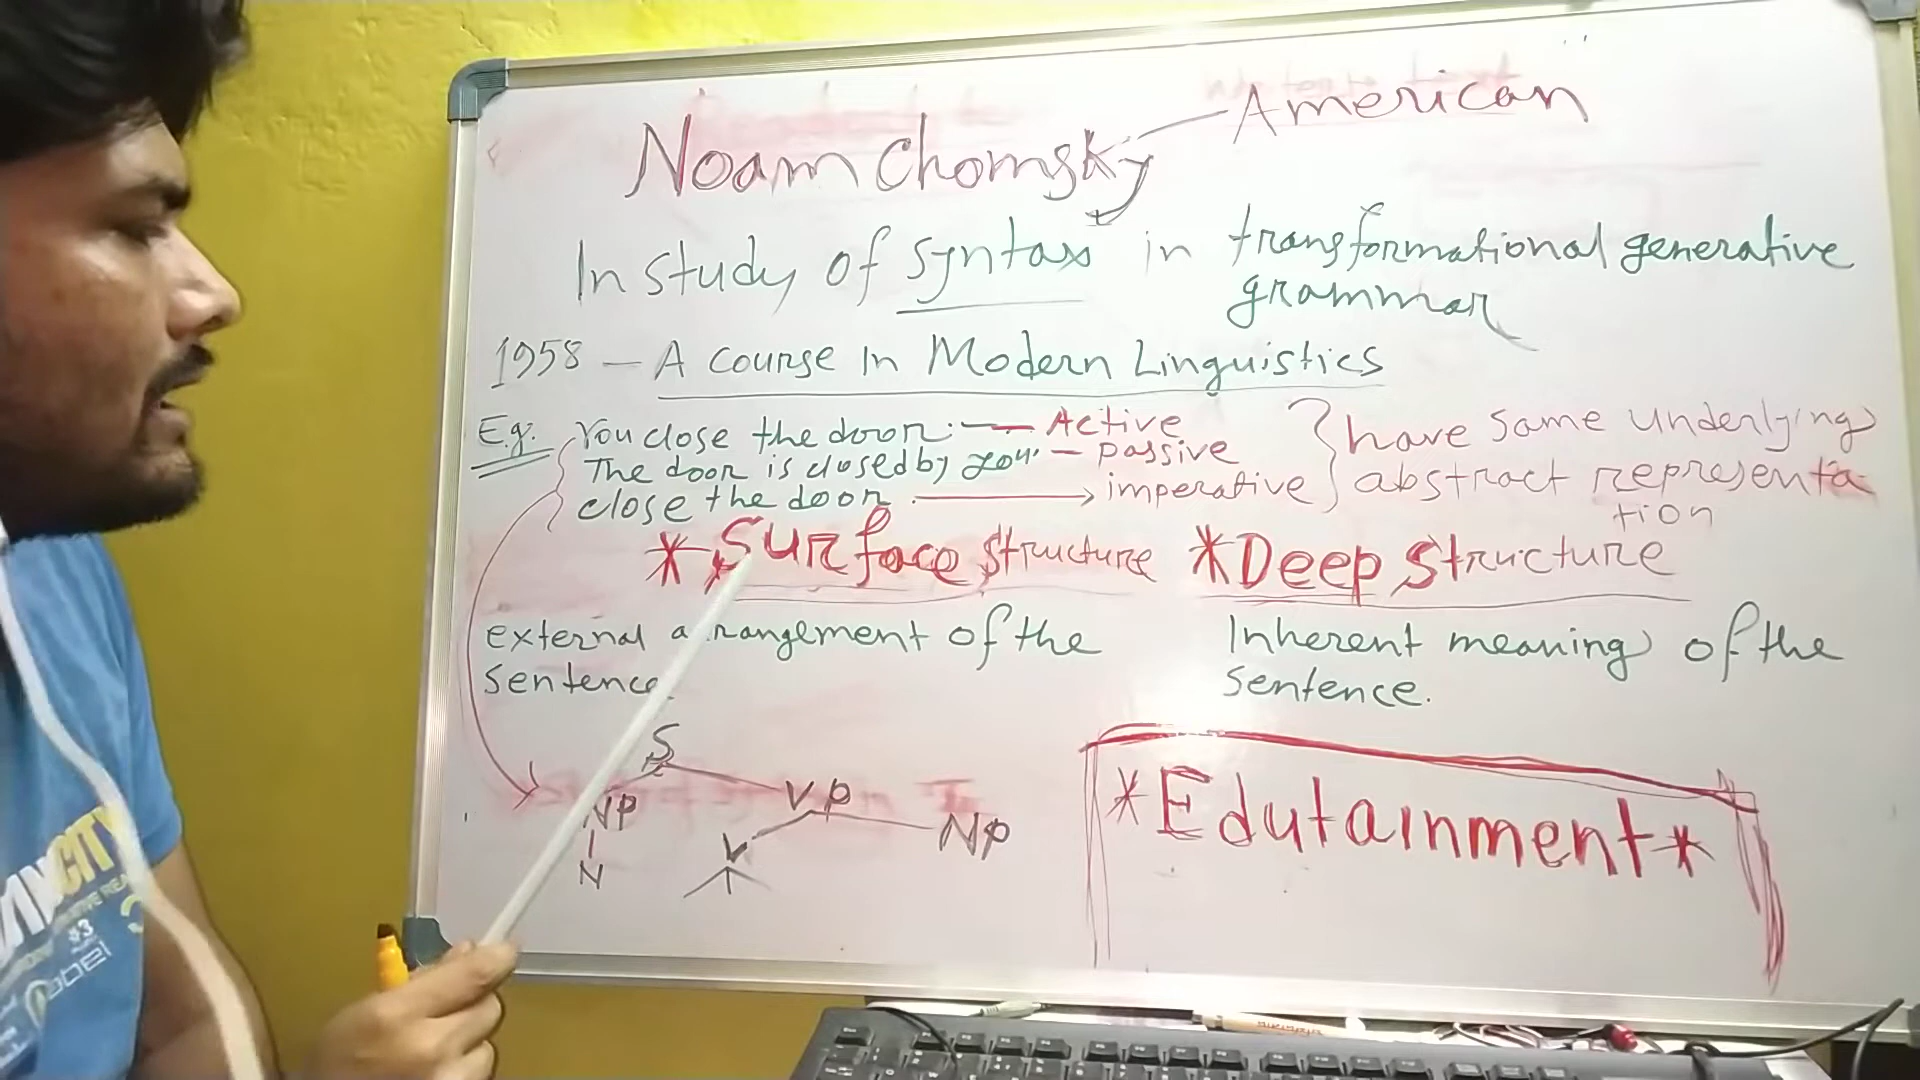 American
Noam Chomsky
In study of syntax in transformational generative
grammar
1958 - A course In Modern Linguistics
E.g. You close the door. — Active
The door is closed by you. — passive
close the door → imperative
have same underlying
abstract representa
tion
*Surface structure *Deep structure
external arrangement of the
sentence.
Inherent meaning of the
sentence.
S
NP VP
N V NP
*Edutainment*
CITY
#3